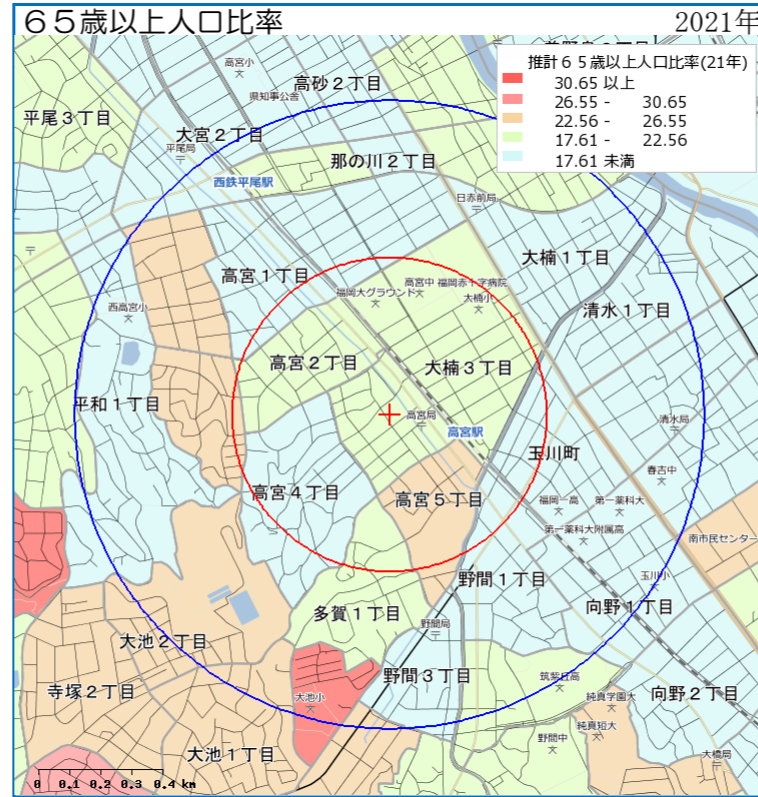 ６５歳以上人口比率
2021年
推計６５歳以上人口比率(21年)
30.65 以上
26.55 - 30.65
22.56 - 26.55
17.61 - 22.56
17.61 未満
高宮小
高砂２丁目
県知事公舎
平尾３丁目
大宮２丁目
平尾局
那の川２丁目
西鉄平尾駅
日赤前局
大楠１丁目
高宮１丁目
高宮中
福岡赤十字病院
福岡大グラウンド
大楠小
西高宮小
清水１丁目
高宮２丁目
大楠３丁目
平和１丁目
高宮局
高宮駅
清水局
玉川町
春吉中
高宮４丁目
高宮５丁目
福岡一高
第一薬科大
第一薬科大附属高
南市民センター
野間１丁目
玉川小
向野１丁目
多賀１丁目
野間局
大池２丁目
野間３丁目
筑紫丘高
寺塚２丁目
大池小
純真学園大
向野２丁目
純真短大
野間中
大池１丁目
大橋局
0 0.1 0.2 0.3 0.4 km